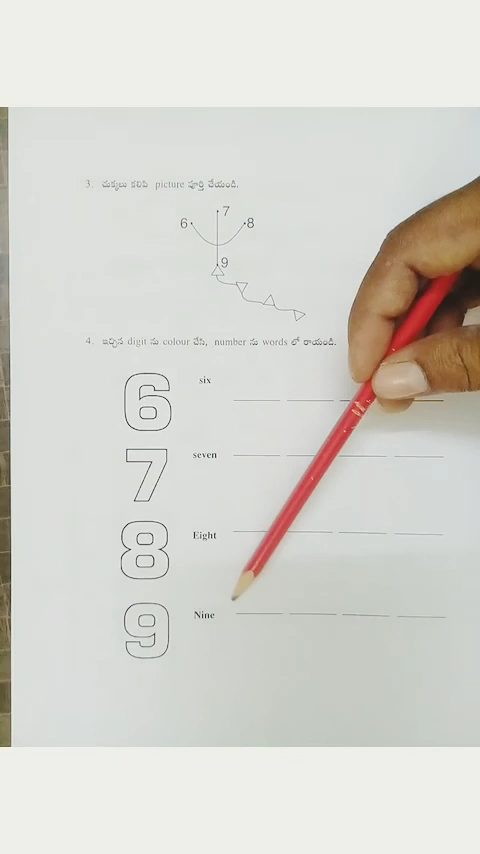 3. చుక్కలు కలిపి picture పూర్తి చేయండి.
7
6 8
9
4. ఇచ్చిన digit ను colour చేసి, number ను words లో రాయండి.
6 six
7 seven
8 Eight
9 Nine